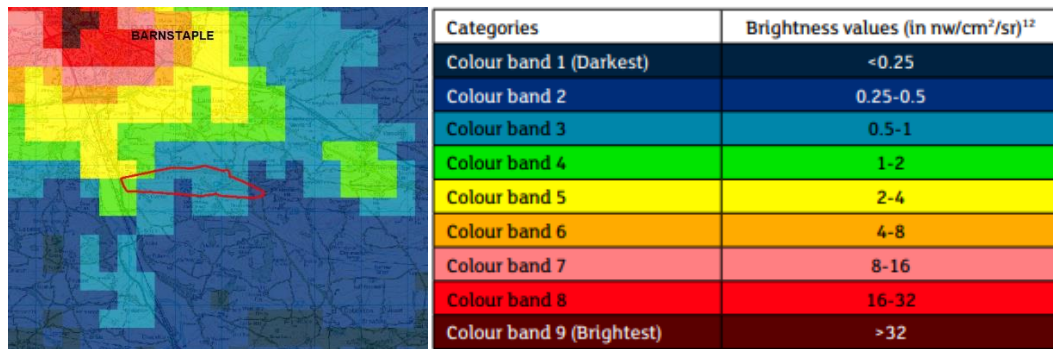 BARNSTAPLE
Categories Brightness values (in nw/cm²/sr)¹²
Colour band 1 (Darkest) <0.25
Colour band 2 0.25-0.5
Colour band 3 0.5-1
Colour band 4 1-2
Colour band 5 2-4
Colour band 6 4-8
Colour band 7 8-16
Colour band 8 16-32
Colour band 9 (Brightest) >32